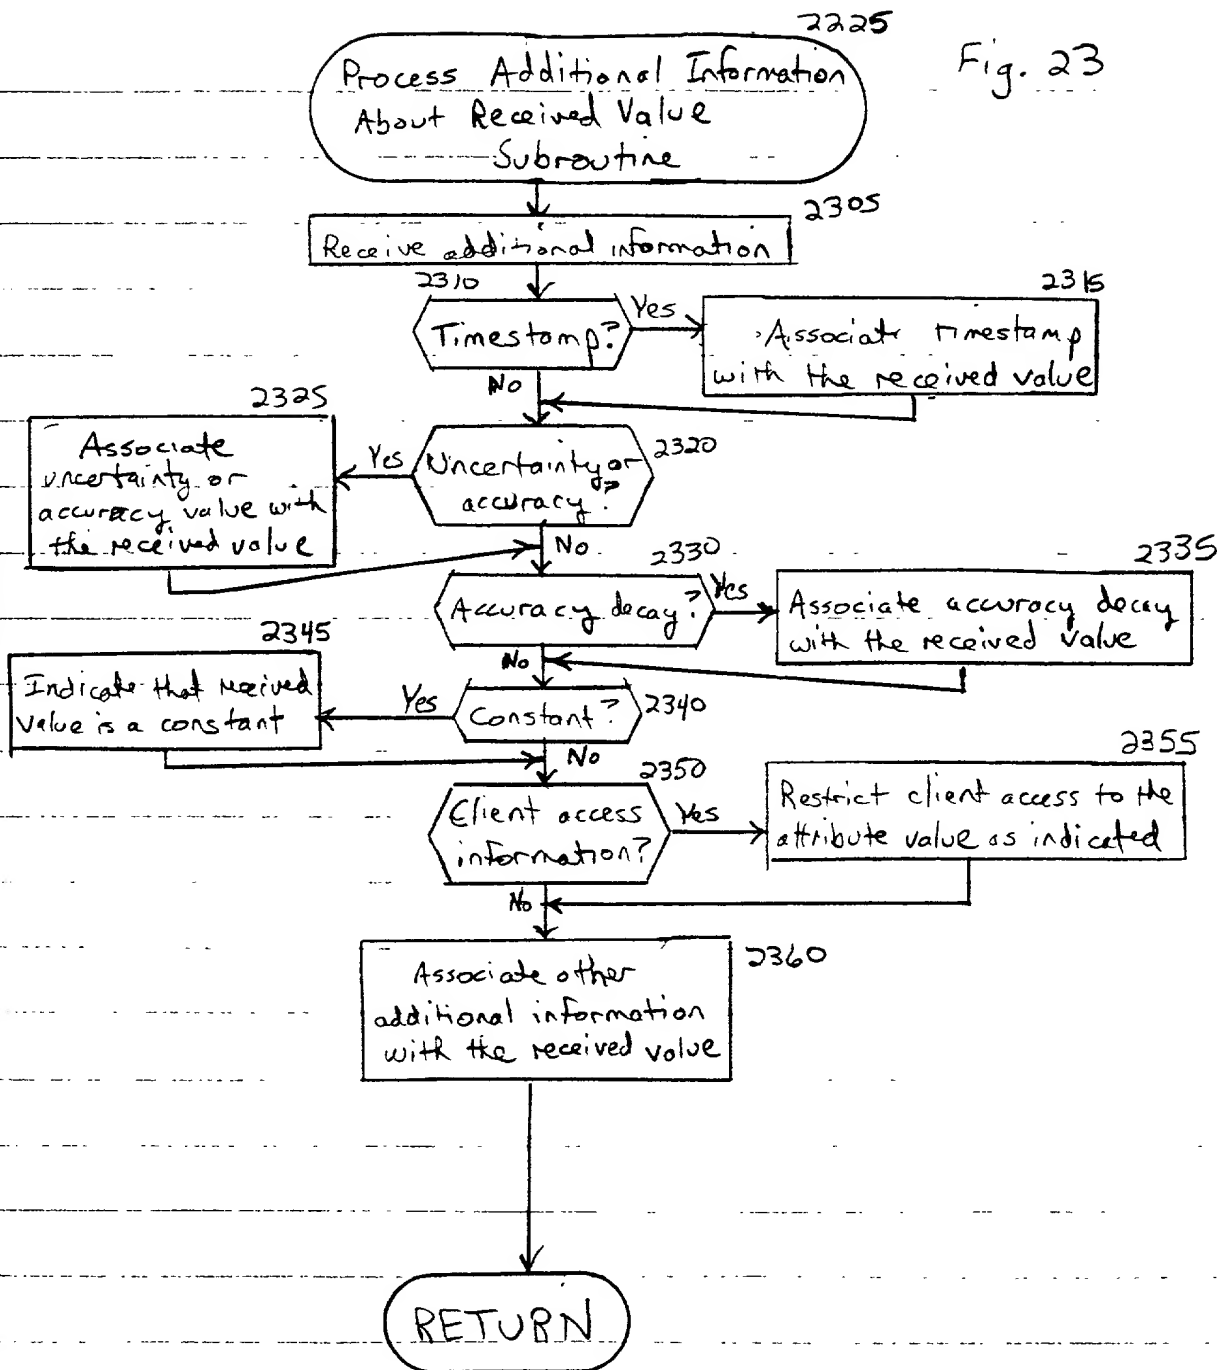 2225
Fig. 23
Process Additional Information
About Received Value
Subroutine
2305
Receive additional information
2310
Timestamp?
Yes
2315
Associate timestamp
with the received value
No
2325
Associate
uncertainty or
accuracy value with
the received value
Yes
Uncertainty or
accuracy?
2320
No
2330
Accuracy decay?
Yes
2335
Associate accuracy decay
with the received value
No
2345
Indicate that received
value is a constant
Yes
Constant?
2340
No
2350
Client access
information?
Yes
2355
Restrict client access to the
attribute value as indicated
No
2360
Associate other
additional information
with the received value
RETURN